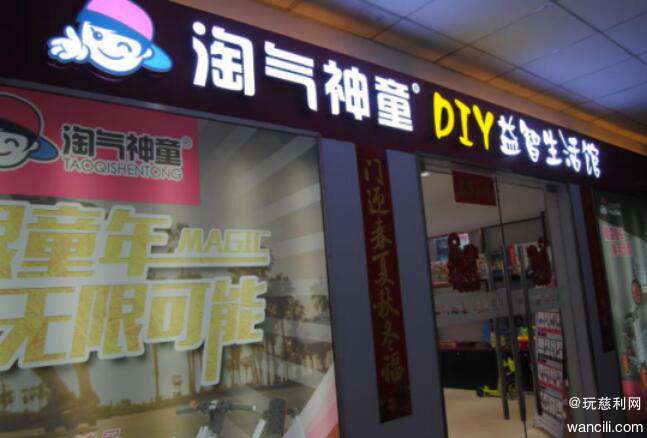 淘气神童® DIY益智生活馆
淘气神童®
TAOQISHENTONG
限童年
MAGIC
无限可能
门迎春夏秋冬福
@玩慈利网
wancili.com